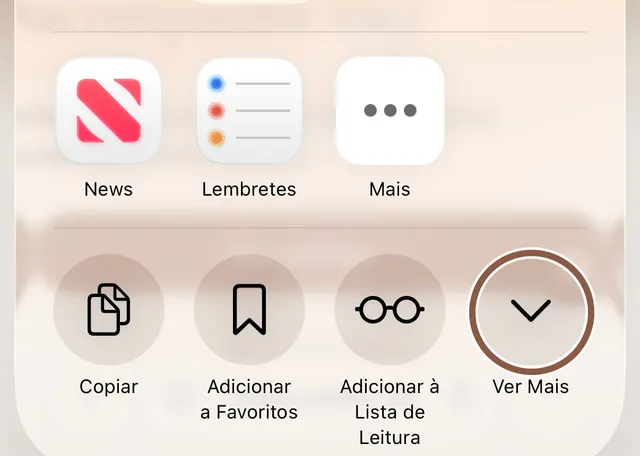 News
Lembretes
Mais
Copiar
Adicionar
a Favoritos
Adicionar à
Lista de
Leitura
Ver Mais